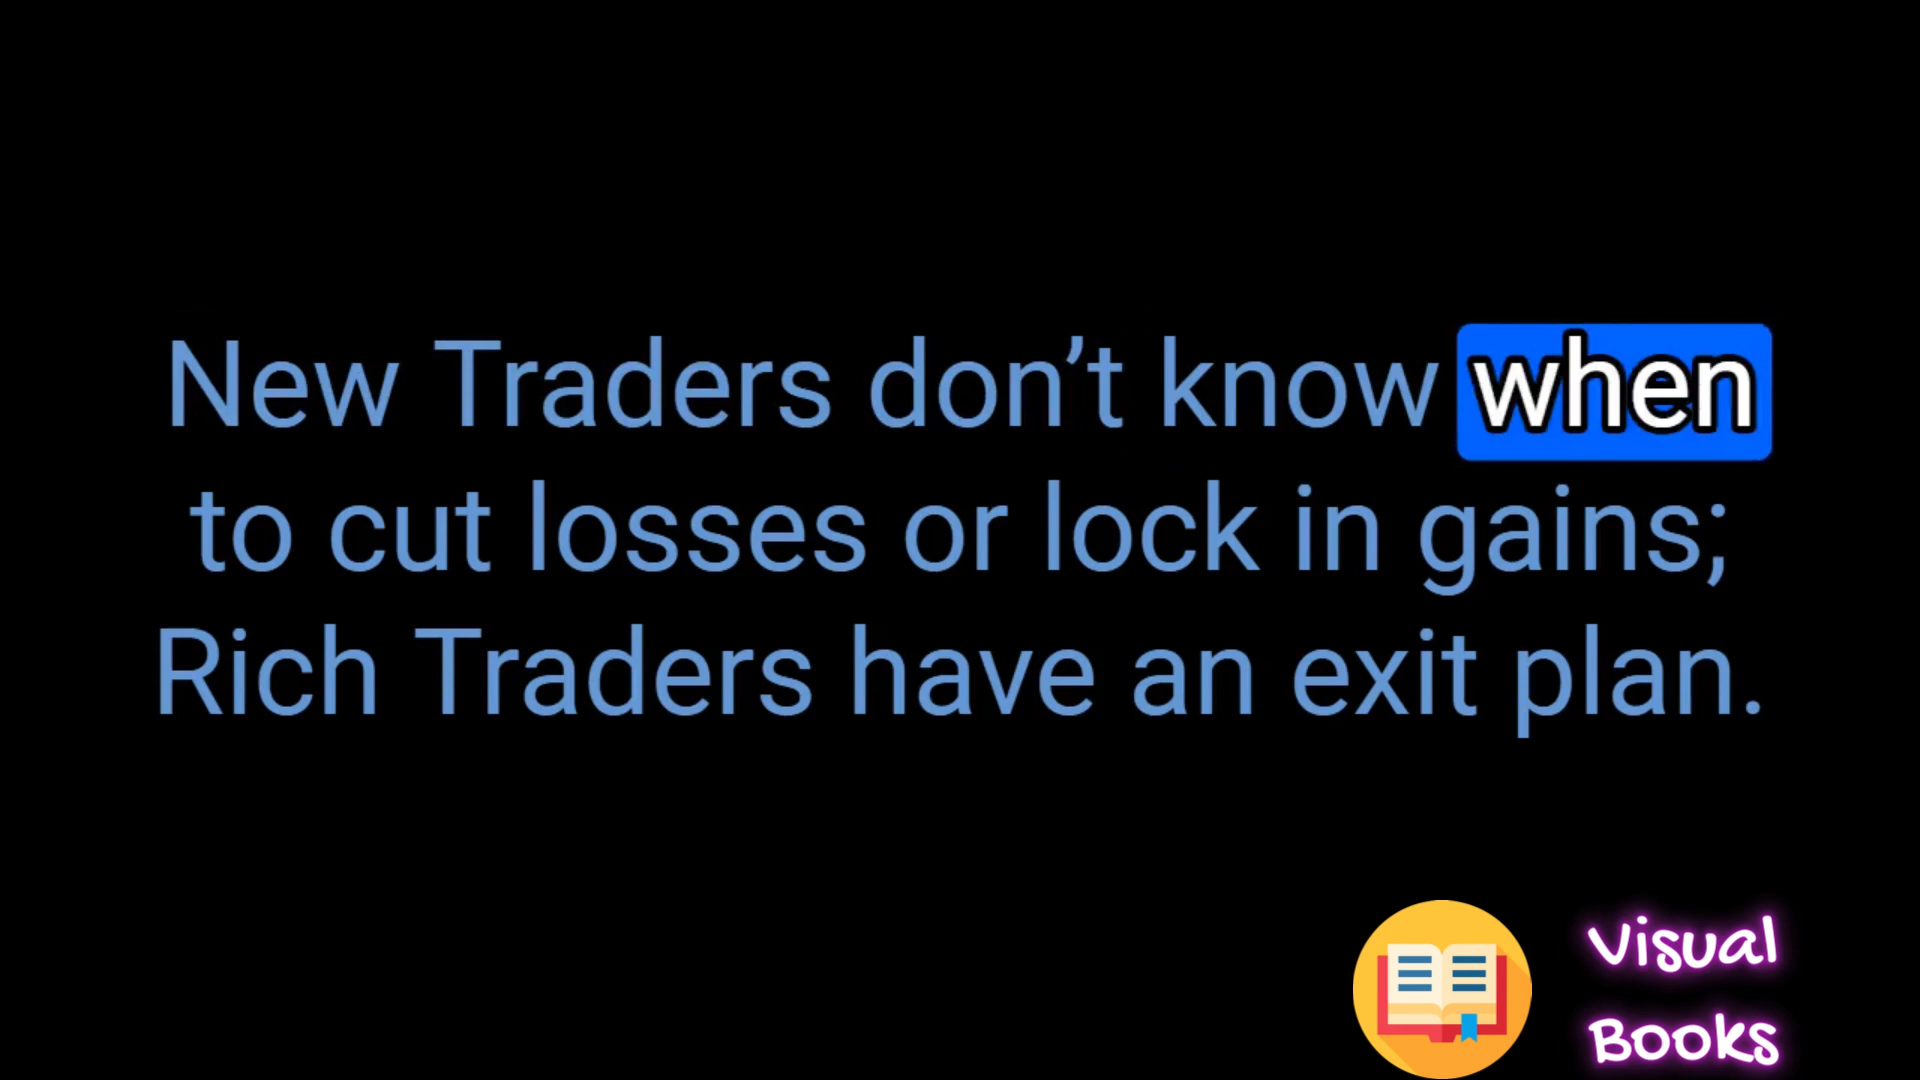 New Traders don’t know when
to cut losses or lock in gains;
Rich Traders have an exit plan.
Visual
Books